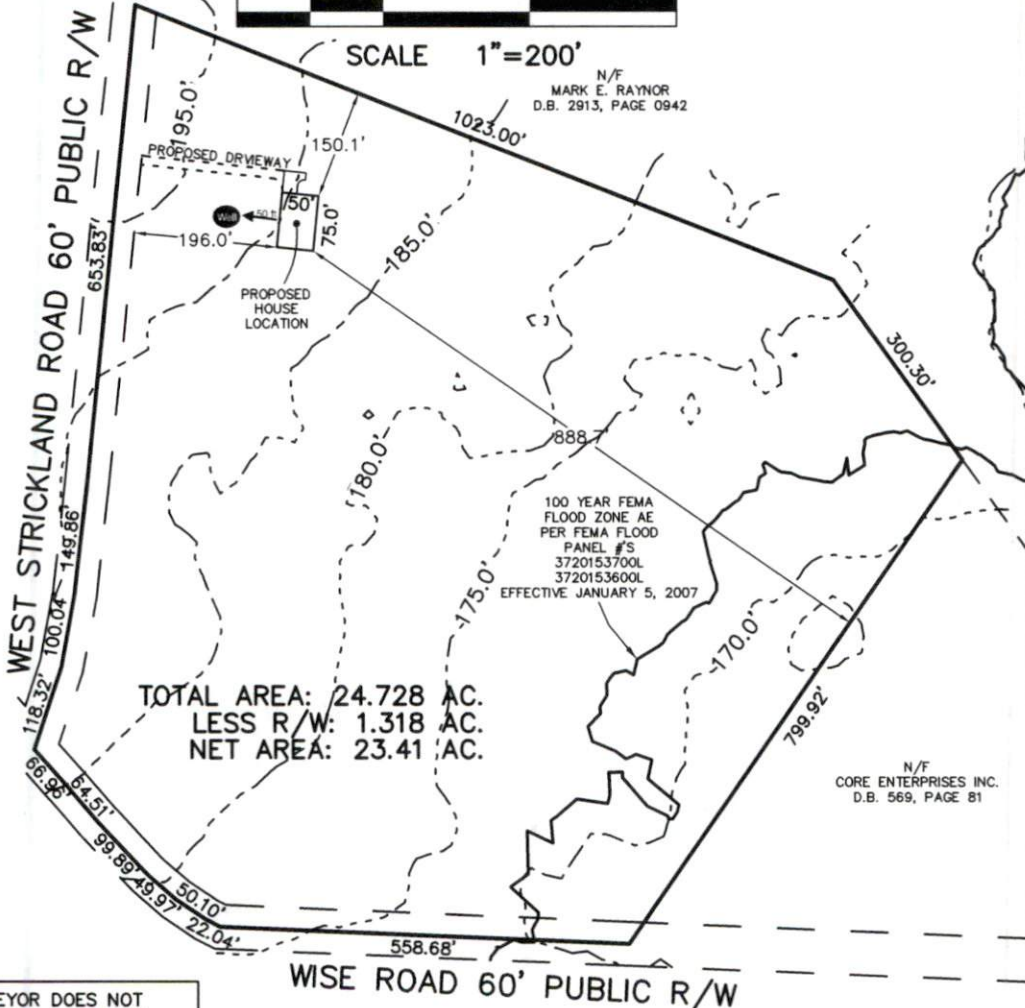 SCALE 1"=200'
N/F
MARK E. RAYNOR
D.B. 2913, PAGE 0942
WEST STRICKLAND ROAD 60' PUBLIC R/W
195.0'
1023.00'
150.1'
PROPOSED DRVIEWAY
50'
75.0'
Well
50 ft
196.0'
185.0'
653.83'
PROPOSED
HOUSE
LOCATION
300.30'
888.7'
180.0'
100 YEAR FEMA
FLOOD ZONE AE
PER FEMA FLOOD
PANEL #'S
3720153700L
3720153600L
EFFECTIVE JANUARY 5, 2007
149.86'
175.0'
100.04'
170.0'
118.32'
TOTAL AREA: 24.728 AC.
LESS R/W: 1.318 AC.
NET AREA: 23.41 AC.
799.92'
66.96'
64.51'
N/F
CORE ENTERPRISES INC.
D.B. 569, PAGE 81
99.89'
49.97'
50.10'
22.04'
558.68'
WISE ROAD 60' PUBLIC R/W
EYOR DOES NOT